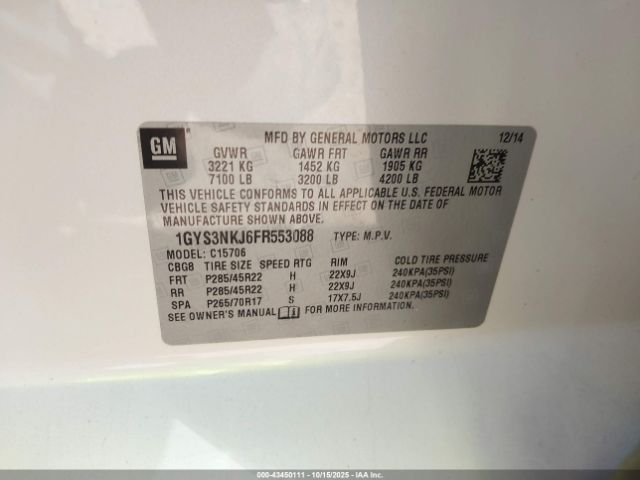 GM
MFD BY GENERAL MOTORS LLC 12/14
GVWR GAWR FRT GAWR RR
3221 KG 1452 KG 1905 KG
7100 LB 3200 LB 4200 LB
THIS VEHICLE CONFORMS TO ALL APPLICABLE U.S. FEDERAL MOTOR
VEHICLE SAFETY STANDARDS IN EFFECT ON THE DATE OF
MANUFACTURE SHOWN ABOVE.
1GYS3NKJ6FR553088 TYPE: M.P.V.
MODEL: C15706
CBG8 TIRE SIZE SPEED RTG RIM COLD TIRE PRESSURE
FRT P285/45R22 H 22X9J 240KPA(35PSI)
RR P285/45R22 H 22X9J 240KPA(35PSI)
SPA P265/70R17 S 17X7.5J 240KPA(35PSI)
SEE OWNER'S MANUAL FOR MORE INFORMATION.
000-43450111 - 10/15/2025 - IAA Inc.